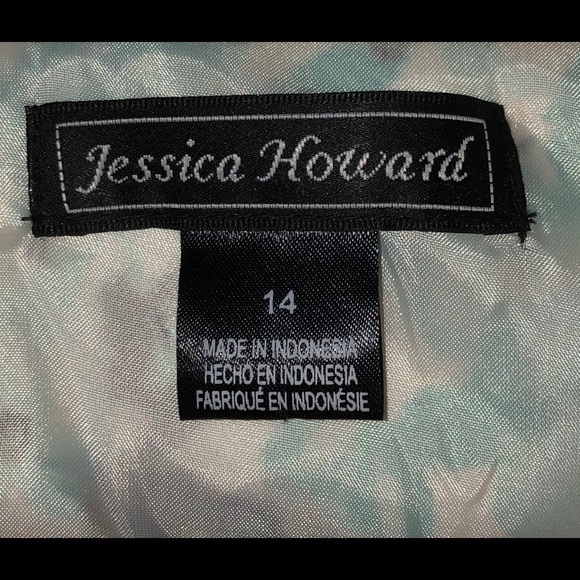 Jessica Howard
14
MADE IN INDONESIA
HECHO EN INDONESIA
FABRIQUÉ EN INDONÉSIE